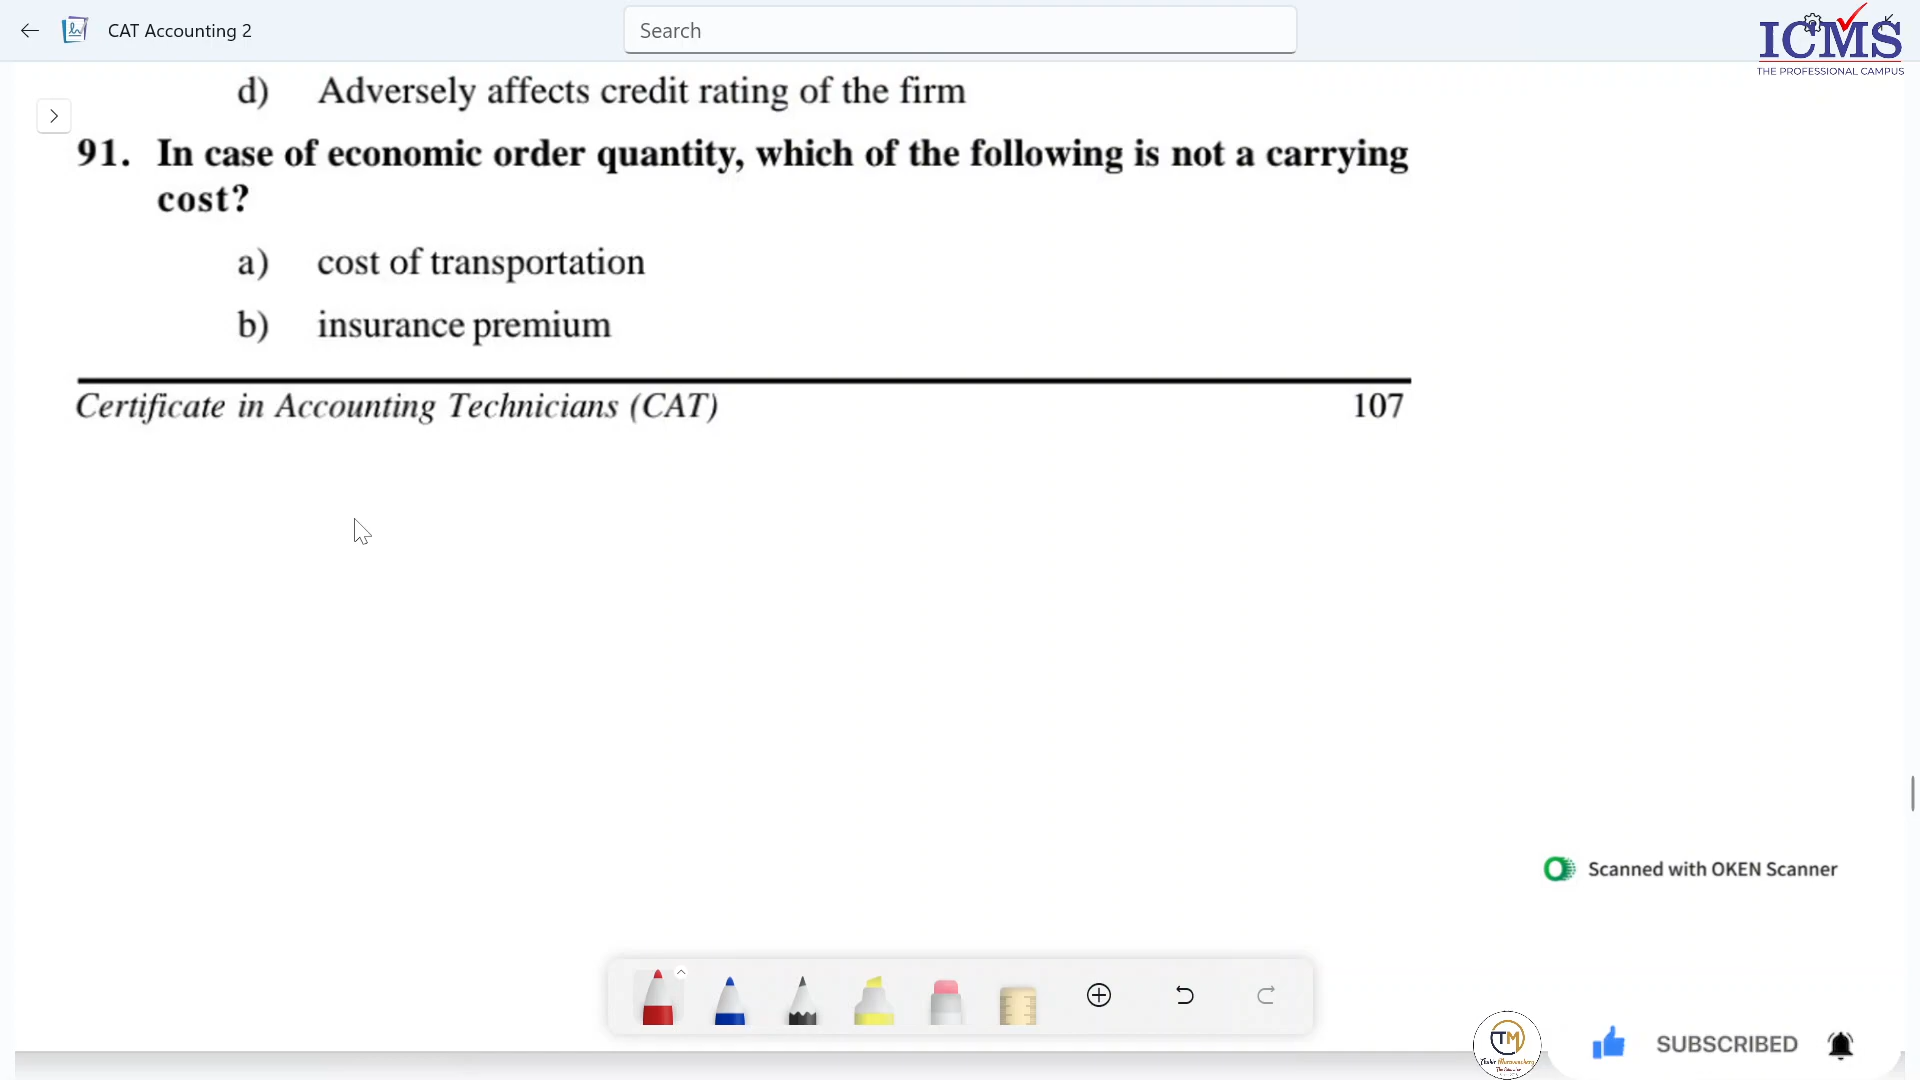 CAT Accounting 2
Search
ICMS
THE PROFESSIONAL CAMPUS
d) Adversely affects credit rating of the firm
91. In case of economic order quantity, which of the following is not a carrying
cost?
a) cost of transportation
b) insurance premium
Certificate in Accounting Technicians (CAT) 107
Scanned with OKEN Scanner
TM
SUBSCRIBED